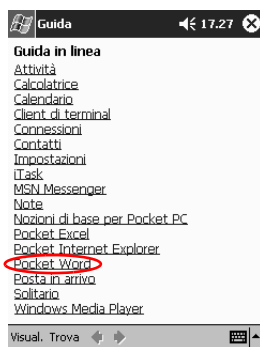 Guida 17.27
Guida in linea
Attività
Calcolatrice
Calendario
Client di terminal
Connessioni
Contatti
Impostazioni
iTask
MSN Messenger
Note
Nozioni di base per Pocket PC
Pocket Excel
Pocket Internet Explorer
Pocket Word
Posta in arrivo
Solitario
Windows Media Player
Visual. Trova